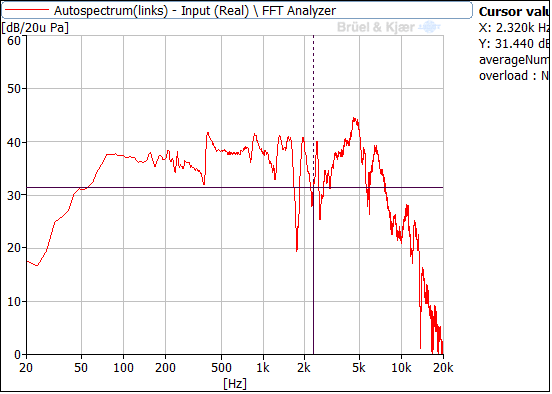 Autospectrum(links) - Input (Real) \ FFT Analyzer
Cursor valu
[dB/20u Pa]
Brüel & Kjær
X: 2.320k Hz
Y: 31.440 dB
averageNum
overload : N
60
50
40
30
20
10
0
20 50 100 200 500 1k 2k 5k 10k 20k
[Hz]